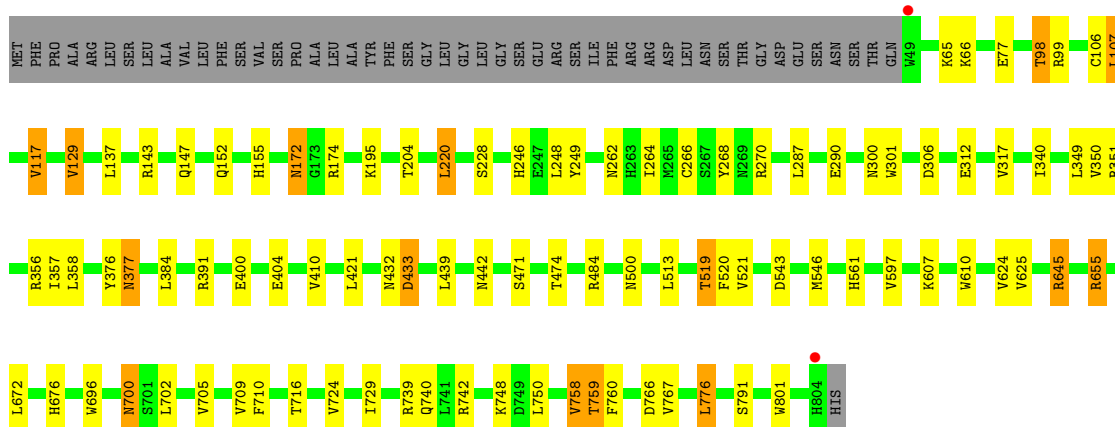 MET PHE PRO ALA ARG LEU SER LEU ALA VAL LEU PHE SER VAL SER PRO ALA LEU ALA TYR PHE SER GLY LEU GLY LEU GLY SER GLU ARG SER ILE PHE ARG ARG ASP LEU ASN SER THR GLY ASP GLU SER ASN SER THR GLN W49 K65 K66 E77 T98 R99 C106 L107
V117 V129 L137 R143 Q147 Q152 H155 N172 G173 R174 K195 T204 L220 S228 H246 E247 L248 Y249 N262 H263 I264 M265 C266 S267 Y268 N269 R270 L287 E290 N300 W301 D306 E312 V317 I340 L349 V350 R351
R356 I357 L358 Y376 N377 L384 R391 E400 E404 V410 L421 N432 D433 L439 N442 S471 T474 R484 N500 L513 T519 F520 V521 D543 M546 H561 V597 K607 W610 V624 V625 R645 R655
L672 H676 W696 N700 S701 L702 V705 V709 F710 T716 V724 I729 R739 Q740 L741 R742 K748 D749 L750 V758 T759 F760 D766 V767 L776 S791 W801 H804 HIS